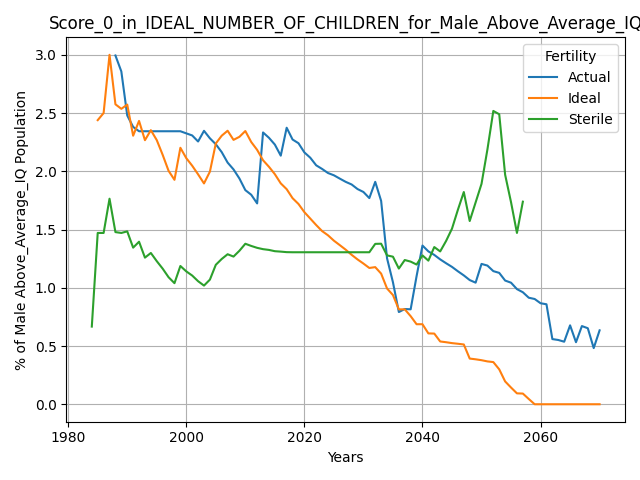 Score_0_in_IDEAL_NUMBER_OF_CHILDREN_for_Male_Above_Average_IQ
% of Male Above_Average_IQ Population
3.0
2.5
2.0
1.5
1.0
0.5
0.0
Fertility
Actual
Ideal
Sterile
1980
2000
2020
2040
2060
Years